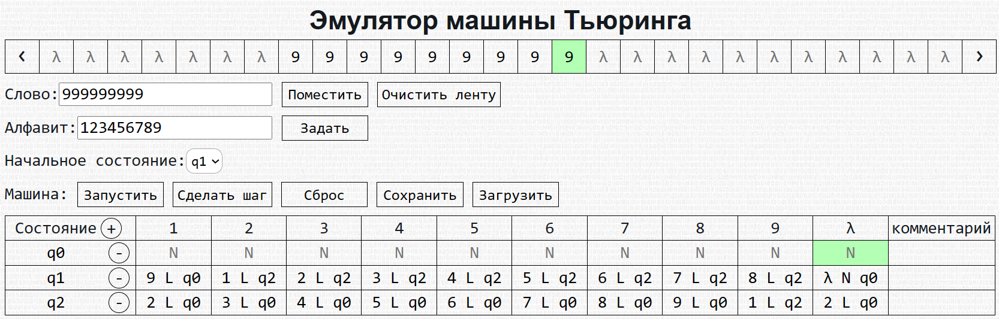 Эмулятор машины Тьюринга
‹ λ λ λ λ λ λ λ 9 9 9 9 9 9 9 9 9 λ λ λ λ λ λ λ λ λ λ λ ›
Слово: 999999999 Поместить Очистить ленту
Алфавит: 123456789 Задать
Начальное состояние: q1
Машина: Запустить Сделать шаг Сброс Сохранить Загрузить
Состояние + 1 2 3 4 5 6 7 8 9 λ комментарий
q0 - N N N N N N N N N N
q1 - 9 L q0 1 L q2 2 L q2 3 L q2 4 L q2 5 L q2 6 L q2 7 L q2 8 L q2 λ N q0
q2 - 2 L q0 3 L q0 4 L q0 5 L q0 6 L q0 7 L q0 8 L q0 9 L q0 1 L q2 2 L q0